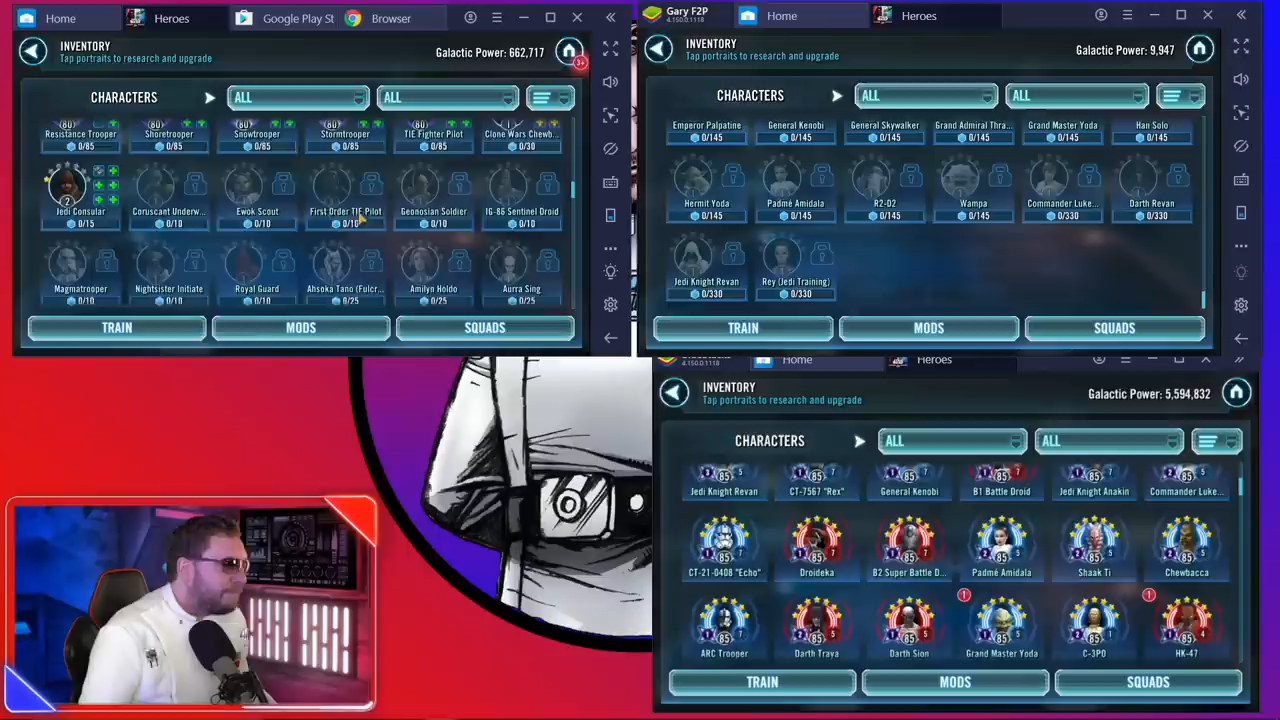 Home
Heroes
Google Play St
Browser
INVENTORY
Tap portraits to research and upgrade
Galactic Power: 662,717
3+
CHARACTERS
ALL
ALL
Resistance Trooper
Shoretrooper
Snowtrooper
Stormtrooper
TIE Fighter Pilot
Clone Wars Chewb...
0/85
0/85
0/85
0/85
0/85
0/30
2
Jedi Consular
Coruscant Underw...
Ewok Scout
First Order TIE Pilot
Geonosian Soldier
IG-86 Sentinel Droid
0/15
0/10
0/10
0/10
0/10
0/10
Magmatrooper
Nightsister Initiate
Royal Guard
Ahsoka Tano (Fulcr...
Amilyn Holdo
Aurra Sing
0/10
0/10
0/10
0/25
0/25
0/25
TRAIN
MODS
SQUADS
Gary F2P
4.150.0.1118
Home
Heroes
INVENTORY
Tap portraits to research and upgrade
Galactic Power: 9,947
CHARACTERS
ALL
ALL
Emperor Palpatine
General Kenobi
General Skywalker
Grand Admiral Thra...
Grand Master Yoda
Han Solo
0/145
0/145
0/145
0/145
0/145
0/145
Hermit Yoda
Padmé Amidala
R2-D2
Wampa
Commander Luke...
Darth Revan
0/145
0/145
0/145
0/145
0/330
0/330
Jedi Knight Revan
Rey (Jedi Training)
0/330
0/330
TRAIN
MODS
SQUADS
4.150.0.1118
Home
Heroes
INVENTORY
Tap portraits to research and upgrade
Galactic Power: 5,594,832
CHARACTERS
ALL
ALL
Jedi Knight Revan
CT-7567 "Rex"
General Kenobi
B1 Battle Droid
Jedi Knight Anakin
Commander Luke...
CT-21-0408 "Echo"
Droideka
B2 Super Battle D...
Padmé Amidala
Shaak Ti
Chewbacca
ARC Trooper
Darth Traya
Darth Sion
Grand Master Yoda
C-3PO
HK-47
TRAIN
MODS
SQUADS